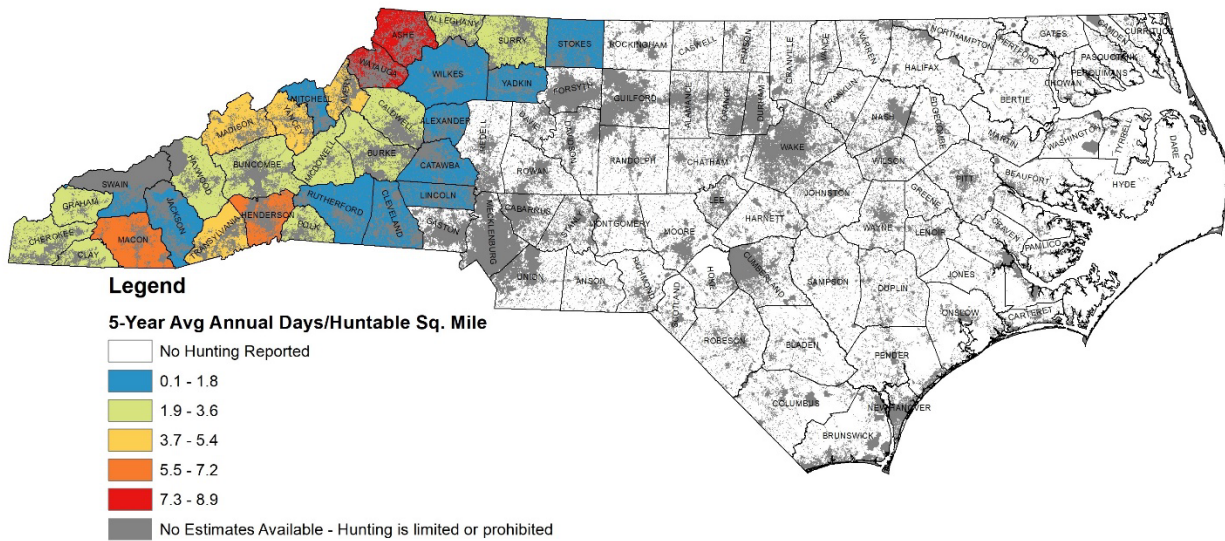 ALLEGHANY
ASHE
SURRY
STOKES
ROCKINGHAM
CASWELL
PERSON
GRANVILLE
VANCE
WARREN
NORTHAMPTON
HERTFORD
GATES
CAMDEN
CURRITUCK
PASQUOTANK
PERQUIMANS
CHOWAN
HALIFAX
WATAUGA
WILKES
YADKIN
FORSYTH
GUILFORD
ALAMANCE
ORANGE
DURHAM
FRANKLIN
NASH
EDGECOMBE
BERTIE
MARTIN
WASHINGTON
TYRRELL
DARE
MITCHELL
AVERY
YANCEY
MADISON
CALDWELL
ALEXANDER
IREDELL
DAVIE
DAVIDSON
RANDOLPH
CHATHAM
WAKE
WILSON
PITT
BEAUFORT
HYDE
HAYWOOD
BUNCOMBE
MCDOWELL
BURKE
CATAWBA
ROWAN
JOHNSTON
GREENE
SWAIN
GRAHAM
JACKSON
HENDERSON
RUTHERFORD
CLEVELAND
LINCOLN
CABARRUS
STANLY
MONTGOMERY
MOORE
LEE
HARNETT
WAYNE
LENOIR
CRAVEN
PAMLICO
CHEROKEE
CLAY
MACON
TRANSYLVANIA
POLK
GASTON
MECKLENBURG
UNION
ANSON
RICHMOND
SCOTLAND
HOKE
CUMBERLAND
SAMPSON
DUPLIN
JONES
CARTERET
ONSLOW
ROBESON
BLADEN
PENDER
COLUMBUS
NEW HANOVER
BRUNSWICK
Legend
5-Year Avg Annual Days/Huntable Sq. Mile
No Hunting Reported
0.1 - 1.8
1.9 - 3.6
3.7 - 5.4
5.5 - 7.2
7.3 - 8.9
No Estimates Available - Hunting is limited or prohibited